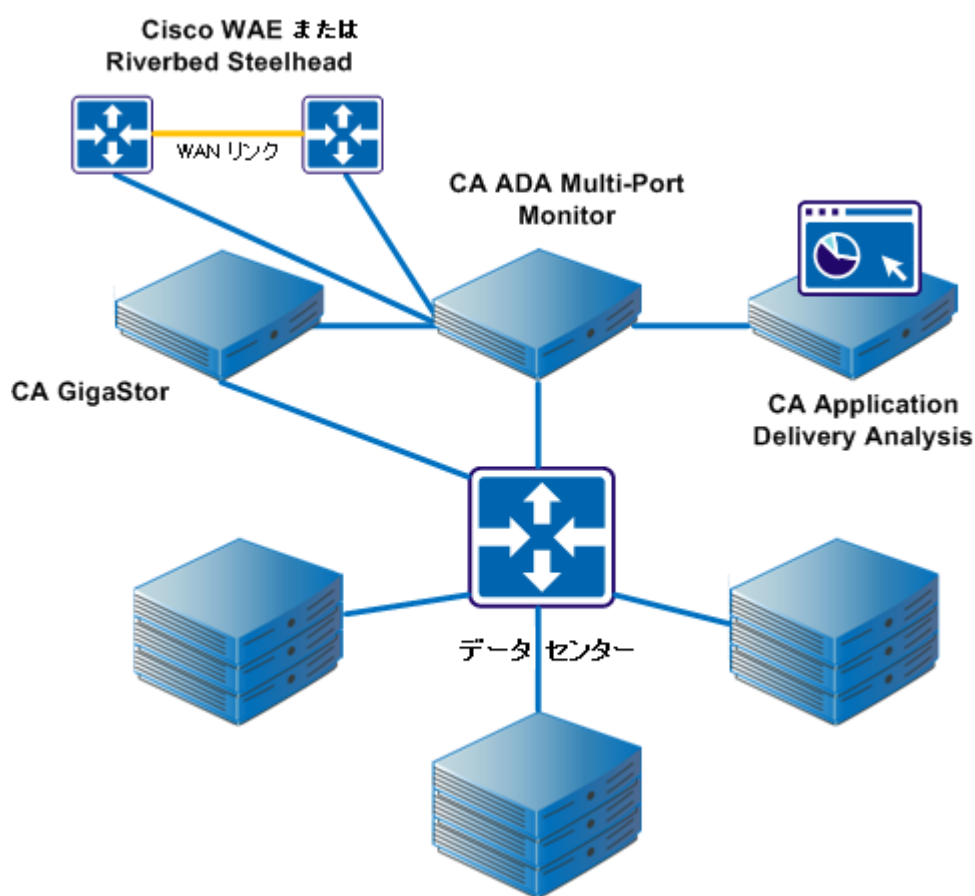 Cisco WAE または
Riverbed Steelhead
WAN リンク
CA ADA Multi-Port
Monitor
CA GigaStor
CA Application
Delivery Analysis
データ センター